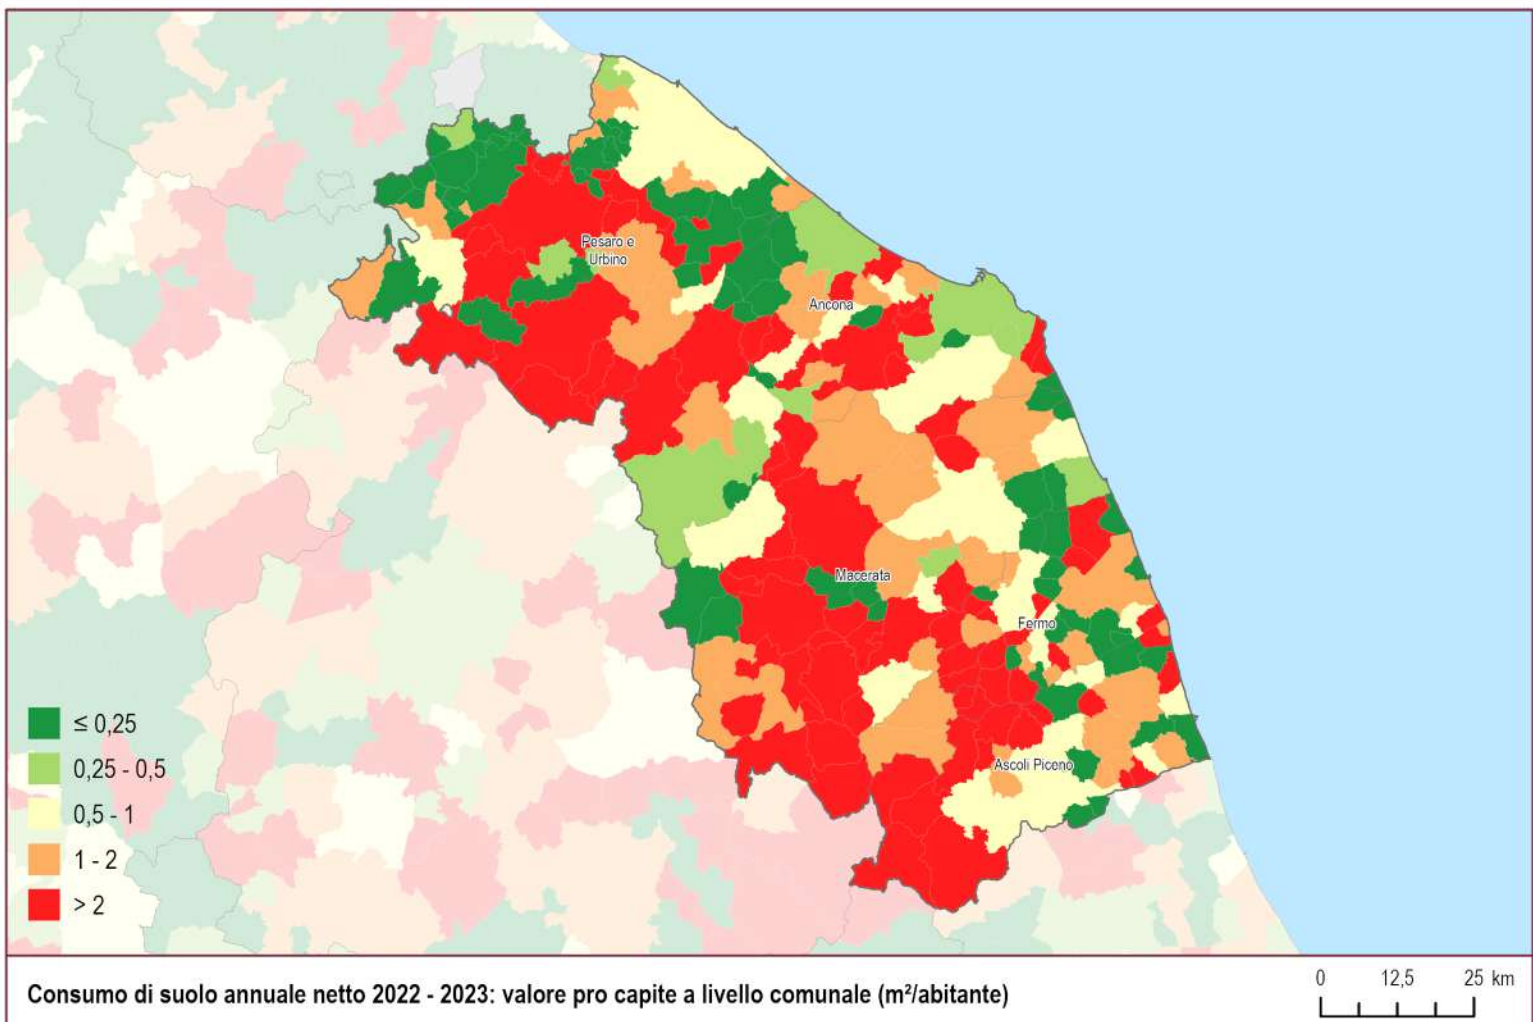 Pesaro e
Urbino
Ancona
Macerata
Fermo
Ascoli Piceno
≤ 0,25
0,25 - 0,5
0,5 - 1
1 - 2
> 2
Consumo di suolo annuale netto 2022 - 2023: valore pro capite a livello comunale (m²/abitante)
0 12,5 25 km